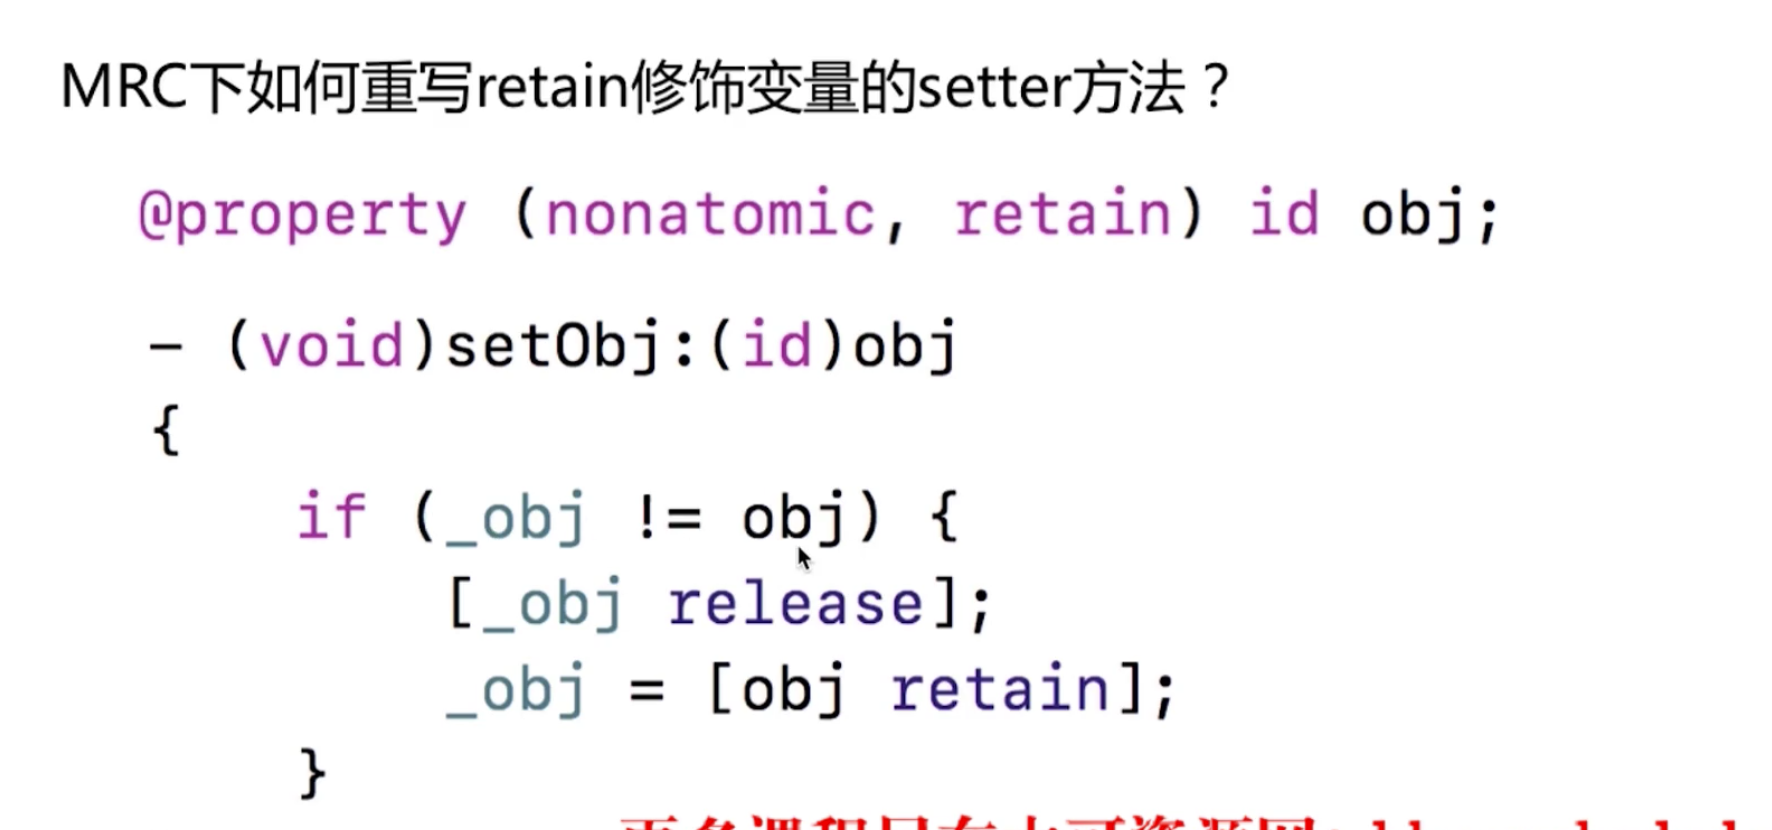 MRC下如何重写retain修饰变量的setter方法？
@property (nonatomic, retain) id obj;
– (void)setObj:(id)obj
{
if (_obj != obj) {
[_obj release];
_obj = [obj retain];
}